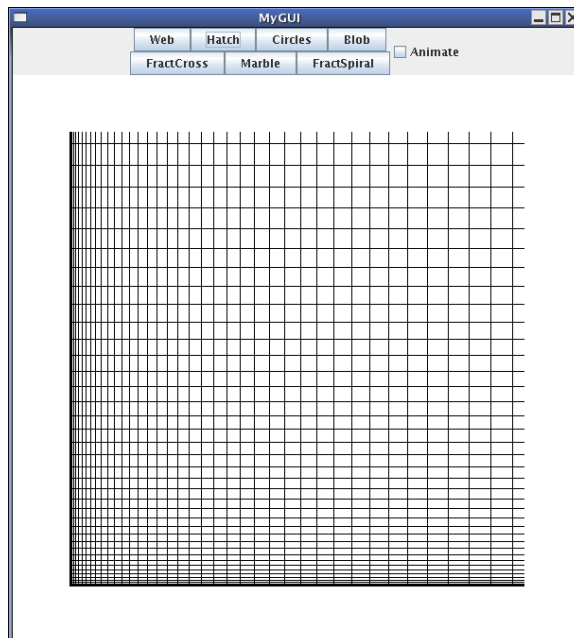 MyGUI
Web Hatch Circles Blob
Animate
FractCross Marble FractSpiral